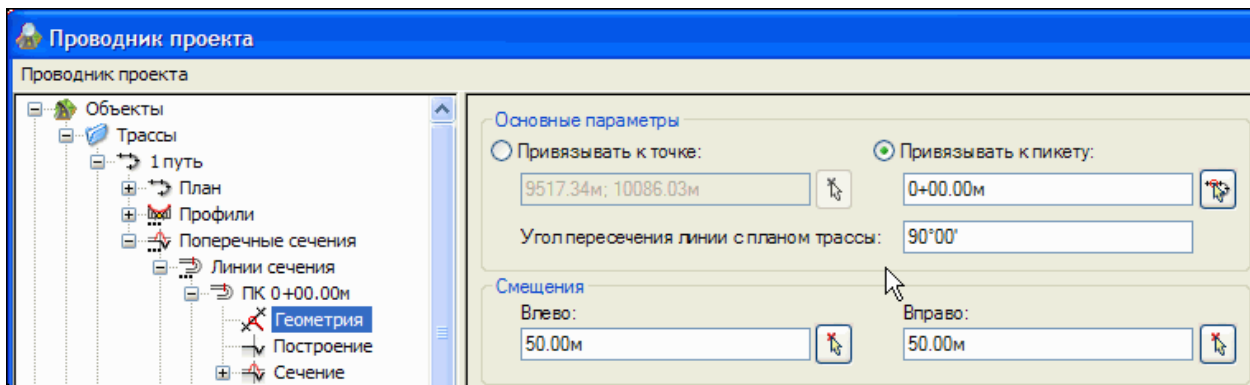 Проводник проекта
Проводник проекта
Объекты
Трассы
1 путь
План
Профили
Поперечные сечения
Линии сечения
ПК 0+00.00м
Геометрия
Построение
Сечение
Основные параметры
Привязывать к точке: Привязывать к пикету:
9517.34м; 10086.03м 0+00.00м
Угол пересечения линии с планом трассы: 90°00'
Смещения
Влево: Вправо:
50.00м 50.00м